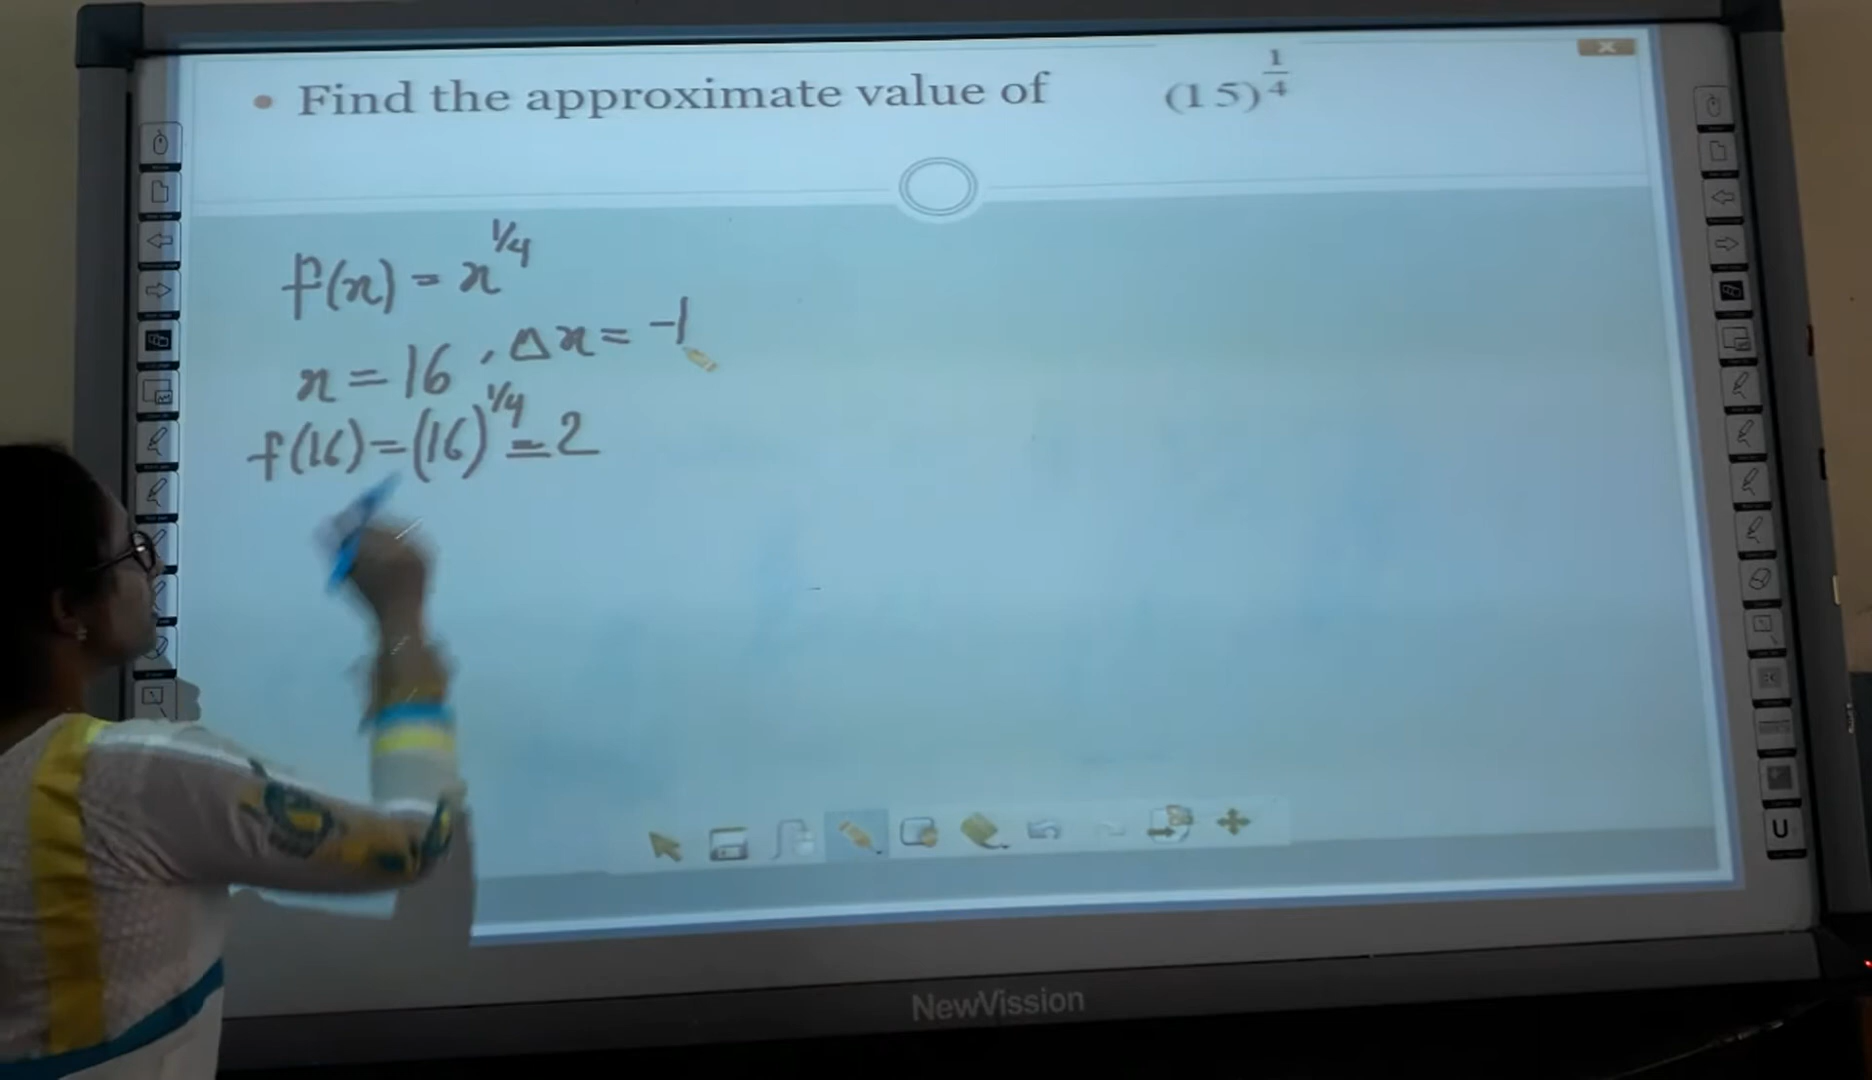 • Find the approximate value of (15)^{1/4}
f(x) = x^{1/4}
x = 16, Δx = -1
f(16) = (16)^{1/4} = 2
U
NewVission